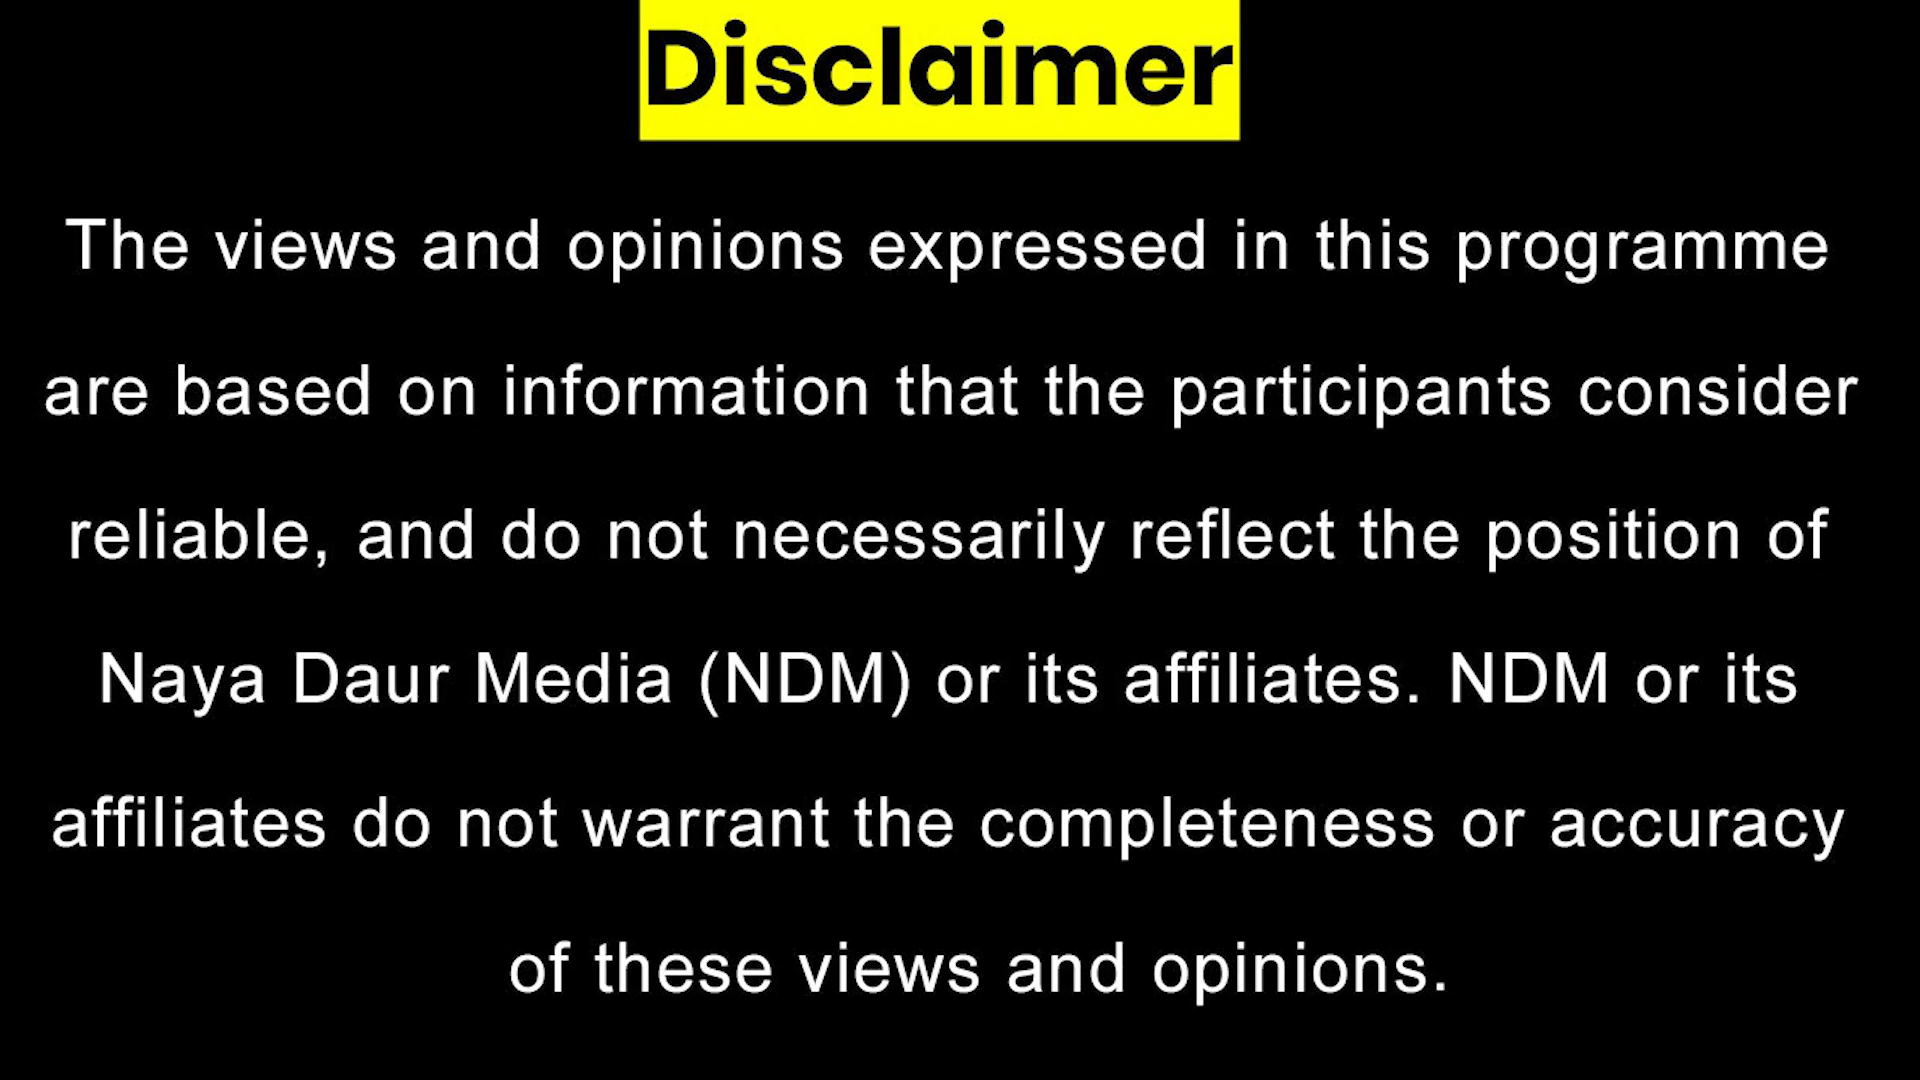 Disclaimer
The views and opinions expressed in this programme
are based on information that the participants consider
reliable, and do not necessarily reflect the position of
Naya Daur Media (NDM) or its affiliates. NDM or its
affiliates do not warrant the completeness or accuracy
of these views and opinions.